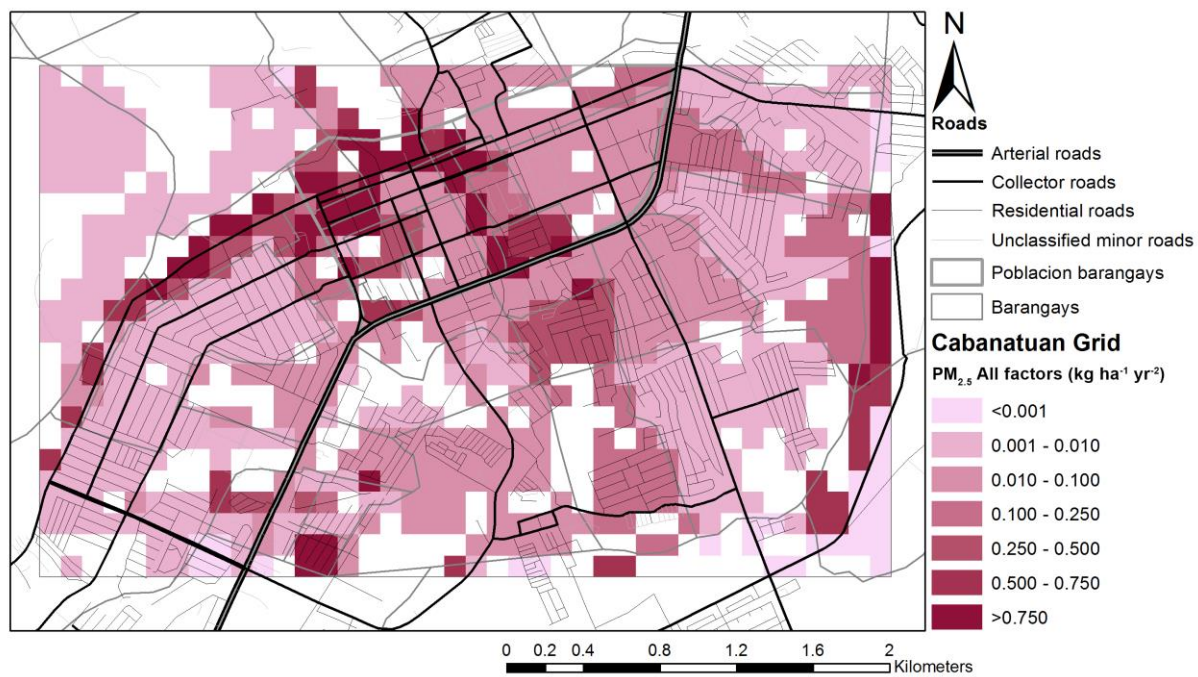 N
Roads
Arterial roads
Collector roads
Residential roads
Unclassified minor roads
Poblacion barangays
Barangays
Cabanatuan Grid
PM2.5 All factors (kg ha⁻¹ yr⁻²)
<0.001
0.001 - 0.010
0.010 - 0.100
0.100 - 0.250
0.250 - 0.500
0.500 - 0.750
>0.750
0 0.2 0.4 0.8 1.2 1.6 2
Kilometers